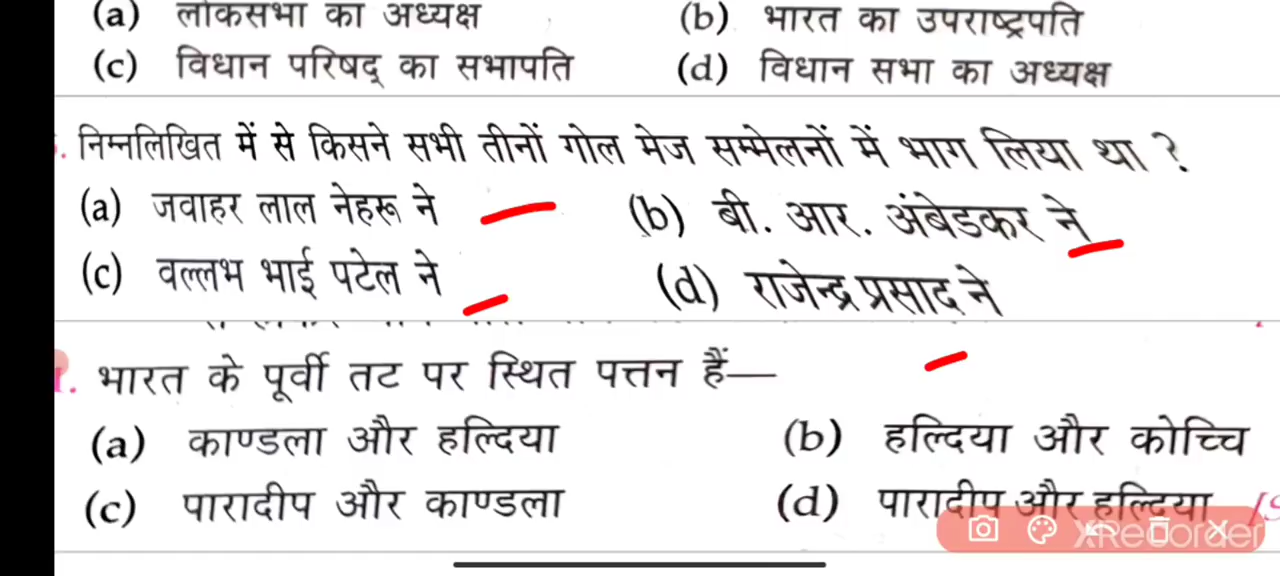 (a) लोकसभा का अध्यक्ष (b) भारत का उपराष्ट्रपति
(c) विधान परिषद् का सभापति (d) विधान सभा का अध्यक्ष
. निम्नलिखित में से किसने सभी तीनों गोल मेज सम्मेलनों में भाग लिया था ?
(a) जवाहर लाल नेहरू ने (b) बी. आर. अंबेडकर ने
(c) वल्लभ भाई पटेल ने (d) राजेन्द्र प्रसाद ने
1. भारत के पूर्वी तट पर स्थित पत्तन हैं—
(a) काण्डला और हल्दिया (b) हल्दिया और कोच्चि
(c) पारादीप और काण्डला (d) पारादीप और हल्दिया
XRecorder